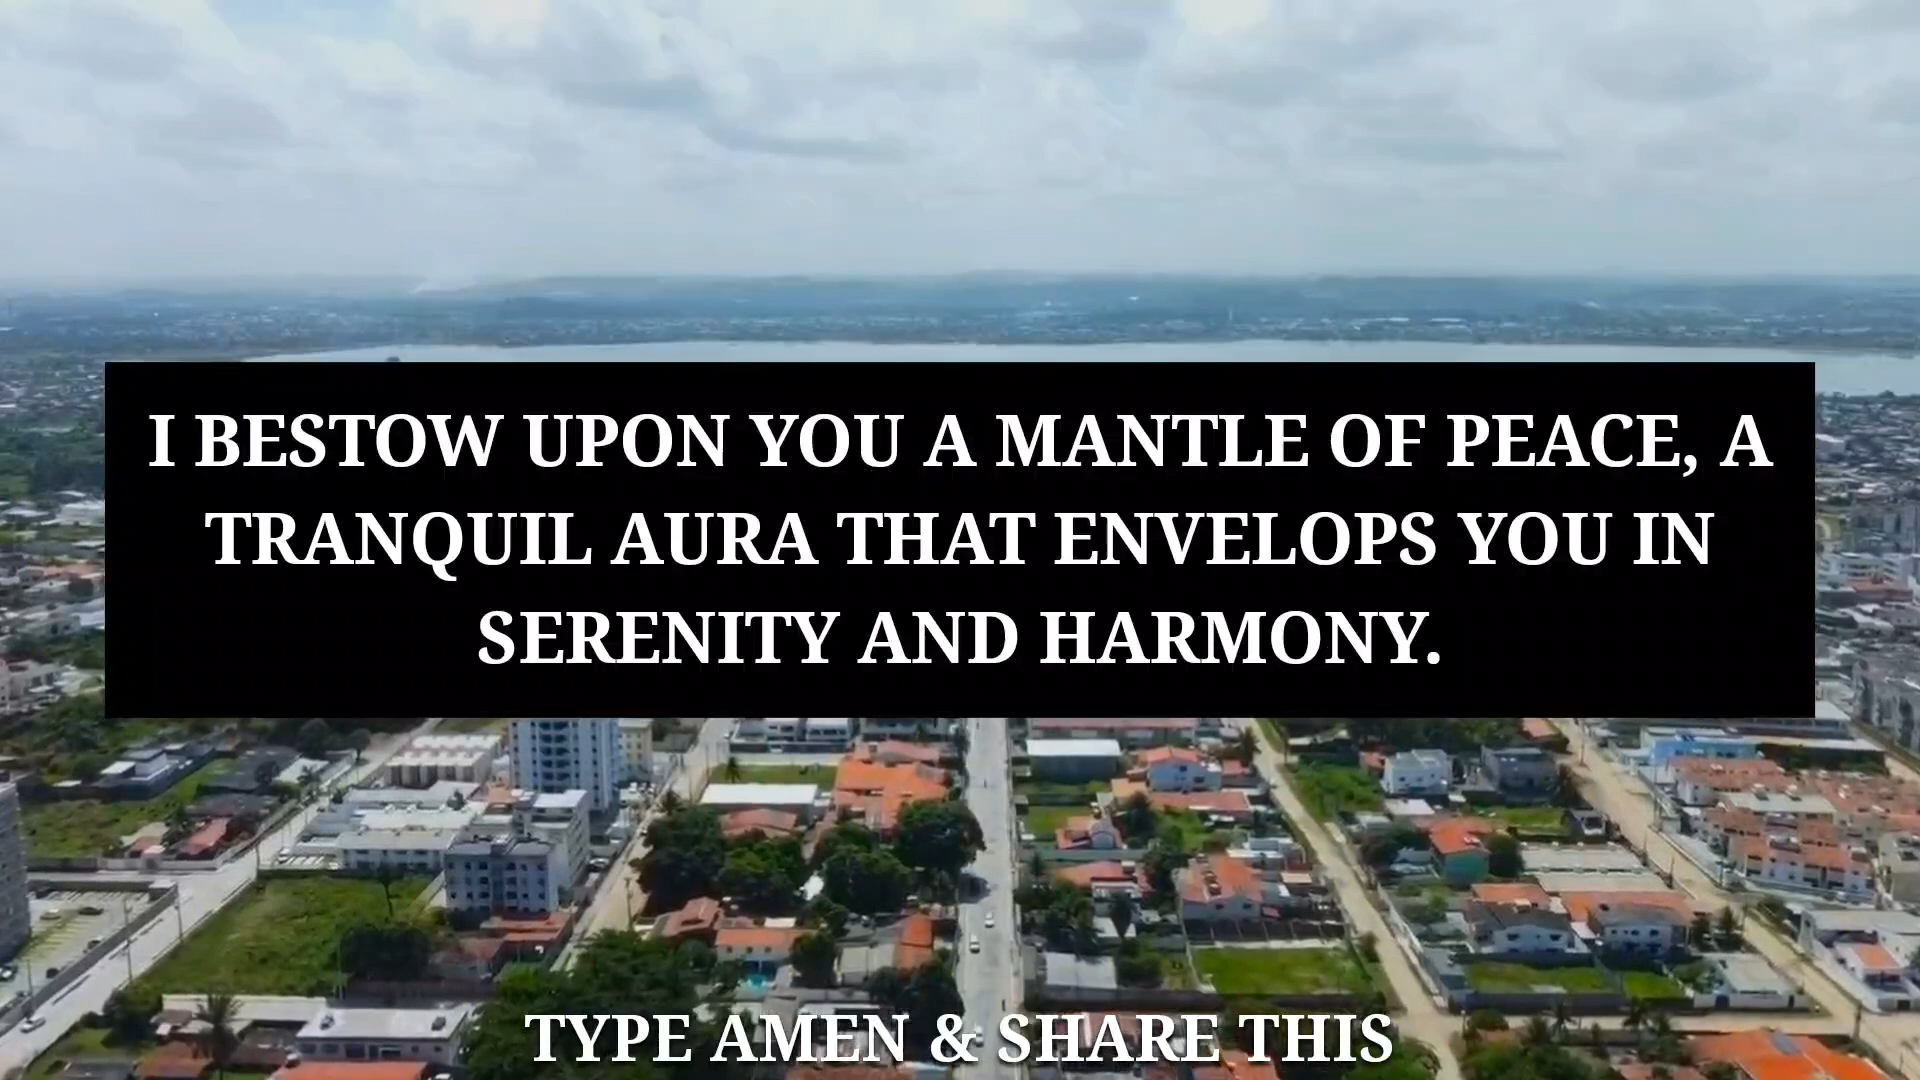 I BESTOW UPON YOU A MANTLE OF PEACE, A
TRANQUIL AURA THAT ENVELOPS YOU IN
SERENITY AND HARMONY.
TYPE AMEN & SHARE THIS